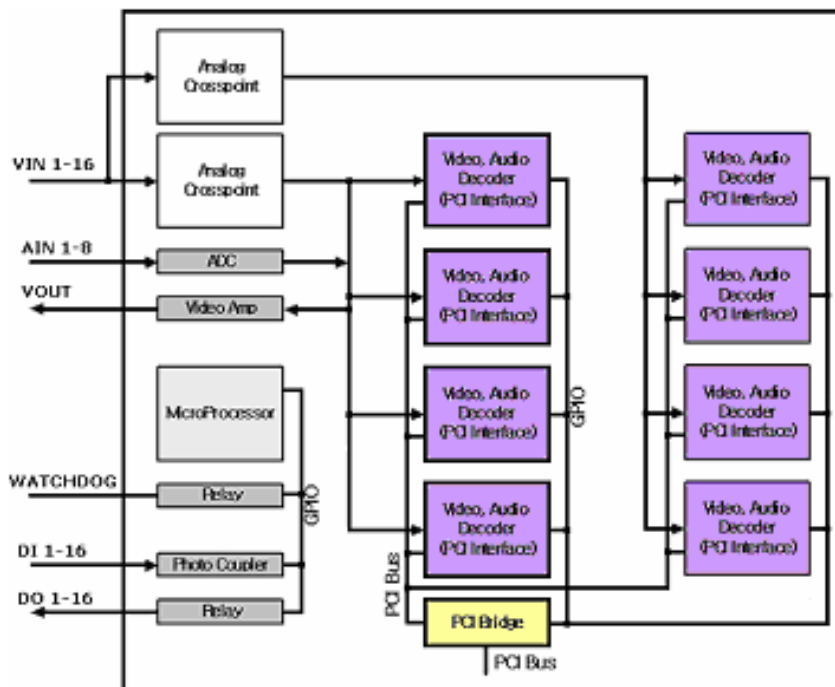 Analog
Crosspoint
VIN 1-16
Analog
Crosspoint
AIN 1-8
ADC
VOUT
Video Amp
MicroProcessor
WATCHDOG
Relay
GPIO
DI 1-16
Photo Coupler
DO 1-16
Relay
Video, Audio
Decoder
(PCI Interface)
Video, Audio
Decoder
(PCI Interface)
Video, Audio
Decoder
(PCI Interface)
Video, Audio
Decoder
(PCI Interface)
GPIO
PCI Bus
PCI Bridge
PCI Bus
Video, Audio
Decoder
(PCI Interface)
Video, Audio
Decoder
(PCI Interface)
Video, Audio
Decoder
(PCI Interface)
Video, Audio
Decoder
(PCI Interface)